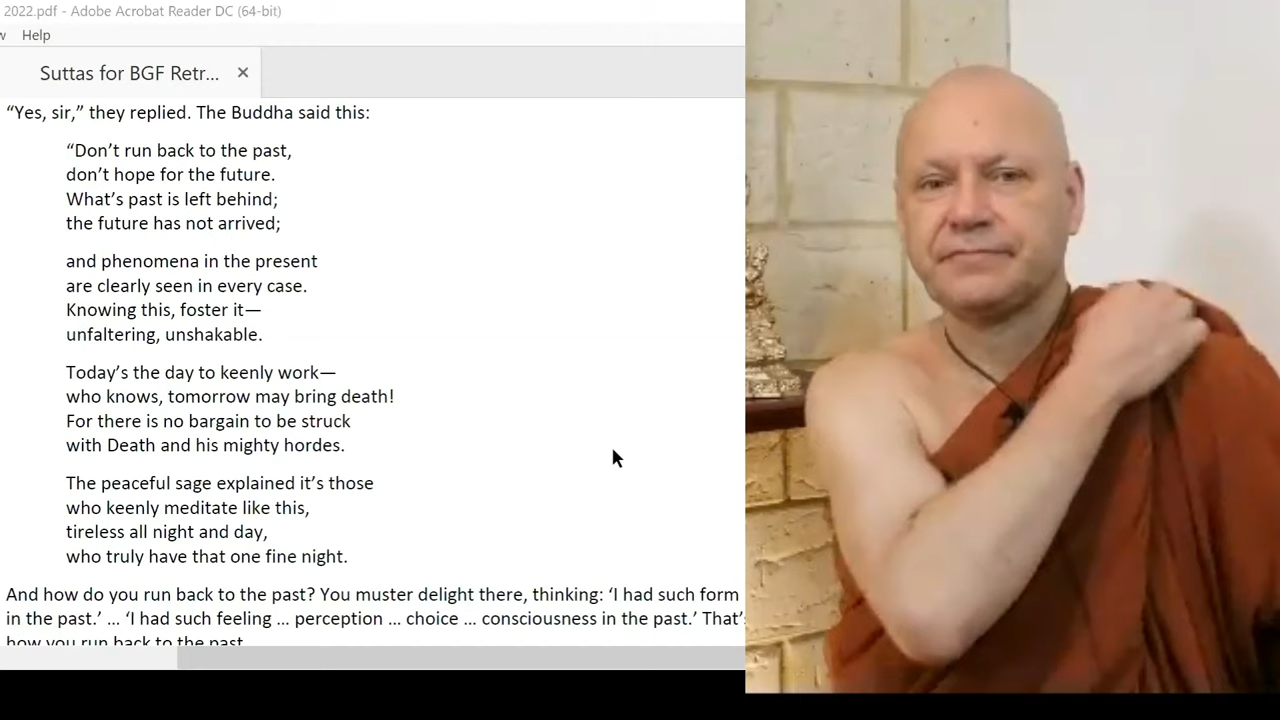 2022.pdf - Adobe Acrobat Reader DC (64-bit)
Help
Suttas for BGF Retr... ×
“Yes, sir,” they replied. The Buddha said this:
“Don’t run back to the past,
don’t hope for the future.
What’s past is left behind;
the future has not arrived;
and phenomena in the present
are clearly seen in every case.
Knowing this, foster it—
unfaltering, unshakable.
Today’s the day to keenly work—
who knows, tomorrow may bring death!
For there is no bargain to be struck
with Death and his mighty hordes.
The peaceful sage explained it’s those
who keenly meditate like this,
tireless all night and day,
who truly have that one fine night.
And how do you run back to the past? You muster delight there, thinking: ‘I had such form
in the past.’ ... ‘I had such feeling ... perception ... choice ... consciousness in the past.’ That’s
how you run back to the past